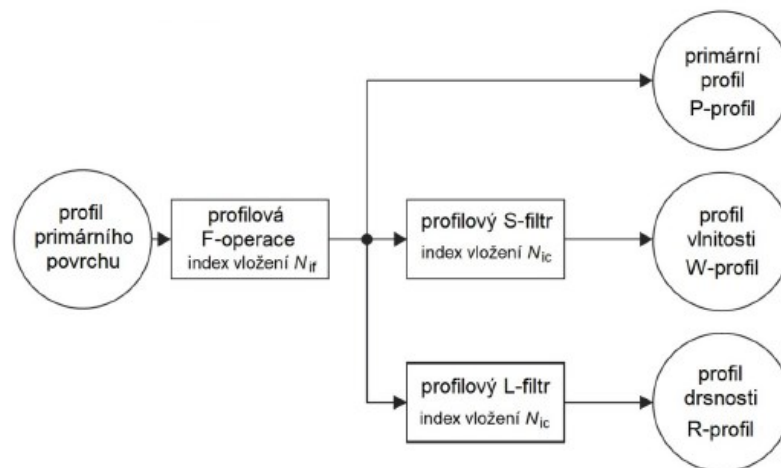 primární
profil
P-profil
profil
primárního
povrchu
profilová
F-operace
index vložení Nif
profilový S-filtr
index vložení Nic
profil
vlnitosti
W-profil
profilový L-filtr
index vložení Nic
profil
drsnosti
R-profil